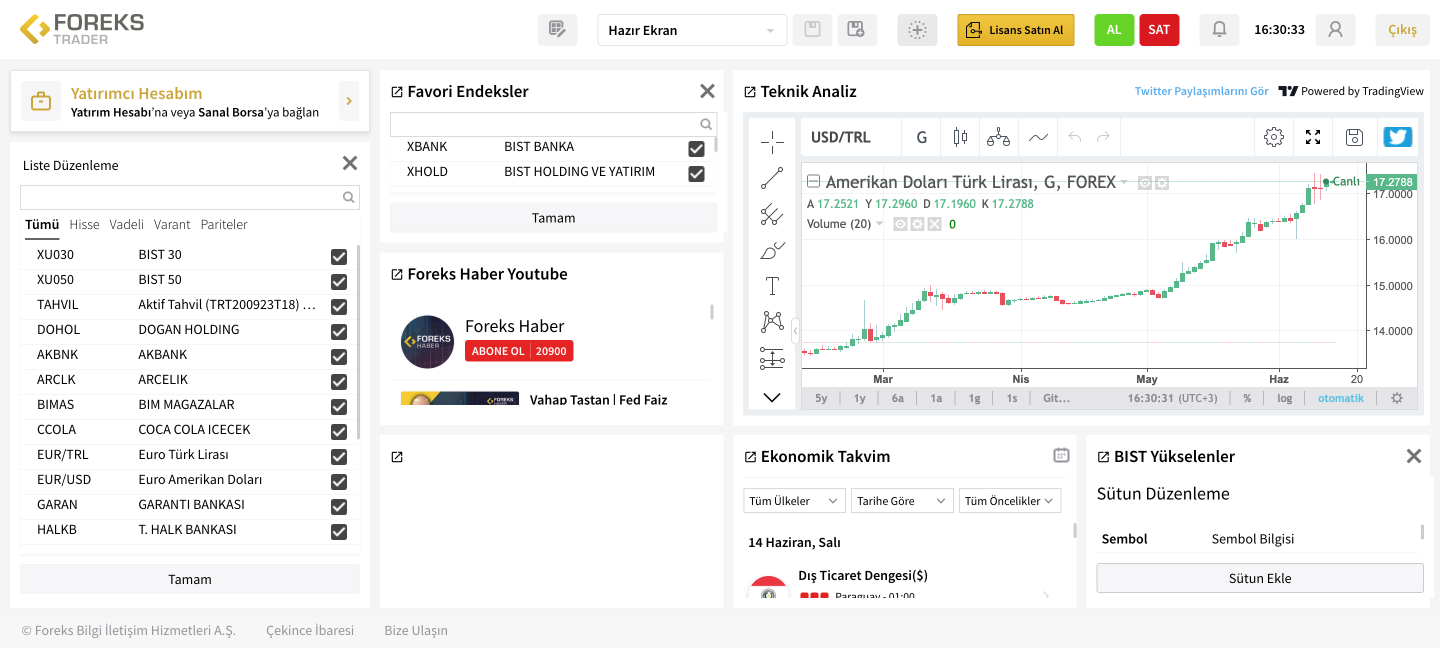 FOREKS
TRADER
Hazır Ekran
Lisans Satın Al
AL
SAT
16:30:33
Çıkış
Yatırımcı Hesabım
Yatırım Hesabı'na veya Sanal Borsa'ya bağlan
Liste Düzenleme
Tümü Hisse Vadeli Varant Pariteler
XU030 BIST 30
XU050 BIST 50
TAHVIL Aktif Tahvil (TRT200923T18) ...
DOHOL DOGAN HOLDING
AKBNK AKBANK
ARCLK ARCELIK
BIMAS BIM MAGAZALAR
CCOLA COCA COLA ICECEK
EUR/TRL Euro Türk Lirası
EUR/USD Euro Amerikan Doları
GARAN GARANTI BANKASI
HALKB T. HALK BANKASI
Tamam
Favori Endeksler
XBANK BIST BANKA
XHOLD BIST HOLDING VE YATIRIM
Tamam
Foreks Haber Youtube
FOREKS
HABER
Foreks Haber
ABONE OL 20900
FOREKS
HABER
Vahap Tastan | Fed Faiz
Teknik Analiz
Twitter Paylaşımlarını Gör
Powered by TradingView
USD/TRL G
Amerikan Doları Türk Lirası, G, FOREX
Canlı 17.2788
A 17.2521 Y 17.2960 D 17.1960 K 17.2788
Volume (20) 0
17.0000
16.0000
15.0000
14.0000
Mar Nis May Haz 20
5y 1y 6a 1a 1g 1s Git... 16:30:31 (UTC+3) % log otomatik
Ekonomik Takvim
Tüm Ülkeler Tarihe Göre Tüm Öncelikler
14 Haziran, Salı
Dış Ticaret Dengesi($)
Paraguay - 01:00
BIST Yükselenler
Sütun Düzenleme
Sembol Sembol Bilgisi
Sütun Ekle
© Foreks Bilgi İletişim Hizmetleri A.Ş. Çekince İbaresi Bize Ulaşın